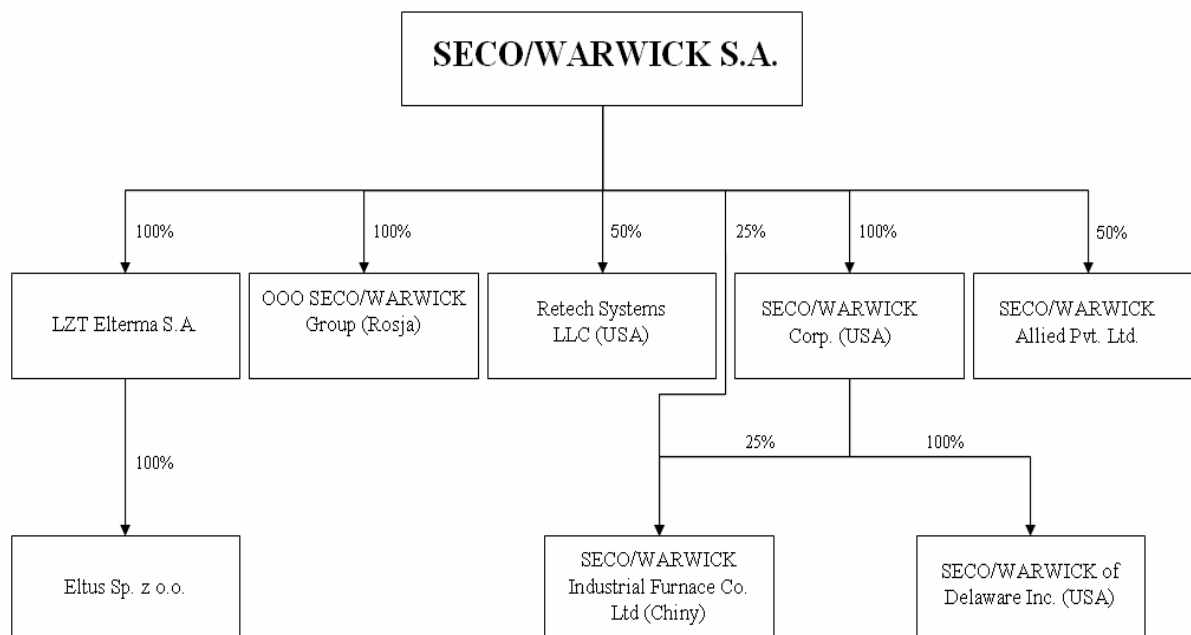 SECO/WARWICK S.A.
100%
100%
50%
25%
100%
50%
LZT Elterma S.A.
OOO SECO/WARWICK
Group (Rosja)
Retech Systems
LLC (USA)
SECO/WARWICK
Corp. (USA)
SECO/WARWICK
Allied Pvt. Ltd.
100%
25%
100%
Eltus Sp. z o.o.
SECO/WARWICK
Industrial Furnace Co.
Ltd (Chiny)
SECO/WARWICK of
Delaware Inc. (USA)